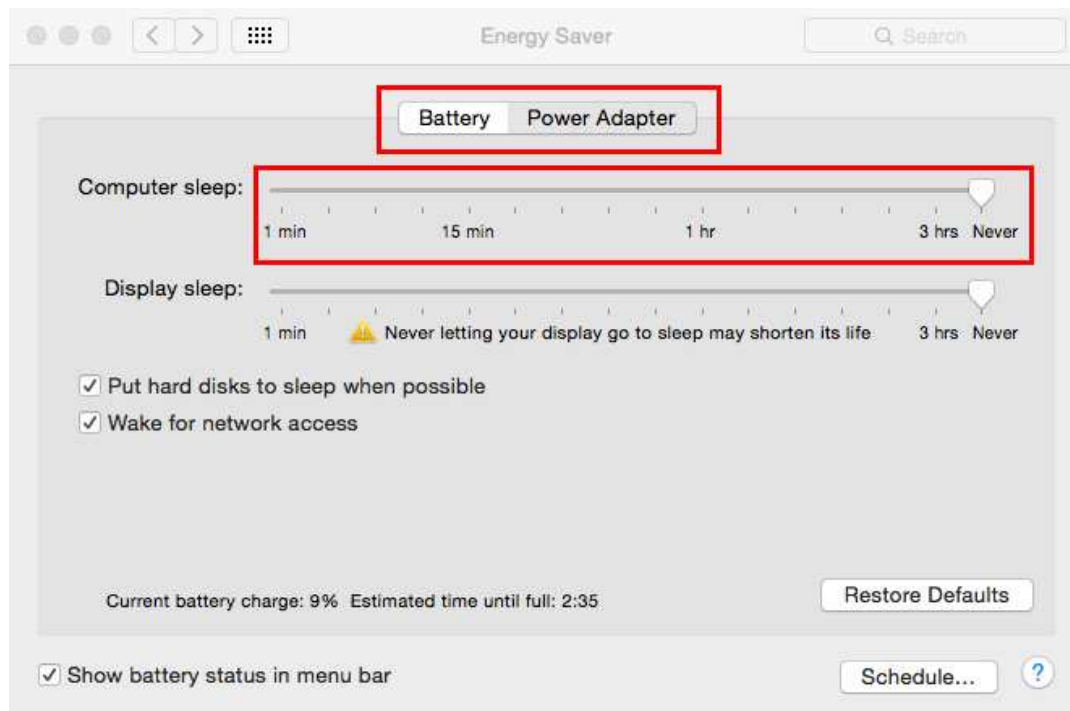 Energy Saver
Search
Battery Power Adapter
Computer sleep:
1 min 15 min 1 hr 3 hrs Never
Display sleep:
1 min Never letting your display go to sleep may shorten its life 3 hrs Never
Put hard disks to sleep when possible
Wake for network access
Current battery charge: 9% Estimated time until full: 2:35
Restore Defaults
Show battery status in menu bar
Schedule... ?